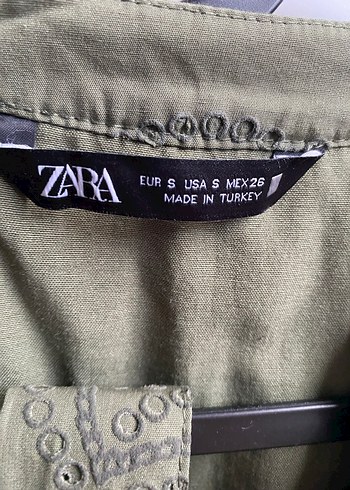 ZARA
EUR S USA S MEX 26
MADE IN TURKEY